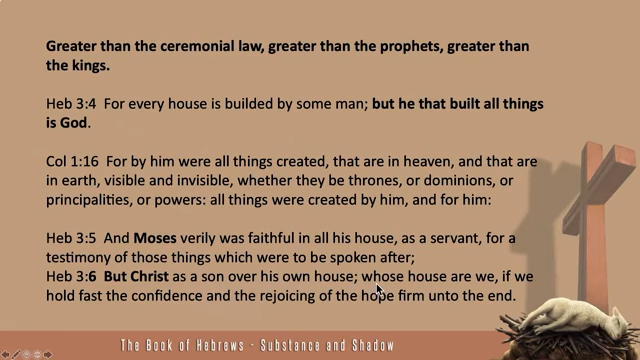 Greater than the ceremonial law, greater than the prophets, greater than
the kings.
Heb 3:4  For every house is builded by some man; but he that built all things
is God.
Col 1:16  For by him were all things created, that are in heaven, and that are
in earth, visible and invisible, whether they be thrones, or dominions, or
principalities, or powers: all things were created by him, and for him:
Heb 3:5  And Moses verily was faithful in all his house, as a servant, for a
testimony of those things which were to be spoken after;
Heb 3:6  But Christ as a son over his own house; whose house are we, if we
hold fast the confidence and the rejoicing of the hope firm unto the end.
The Book of Hebrews - Substance and Shadow